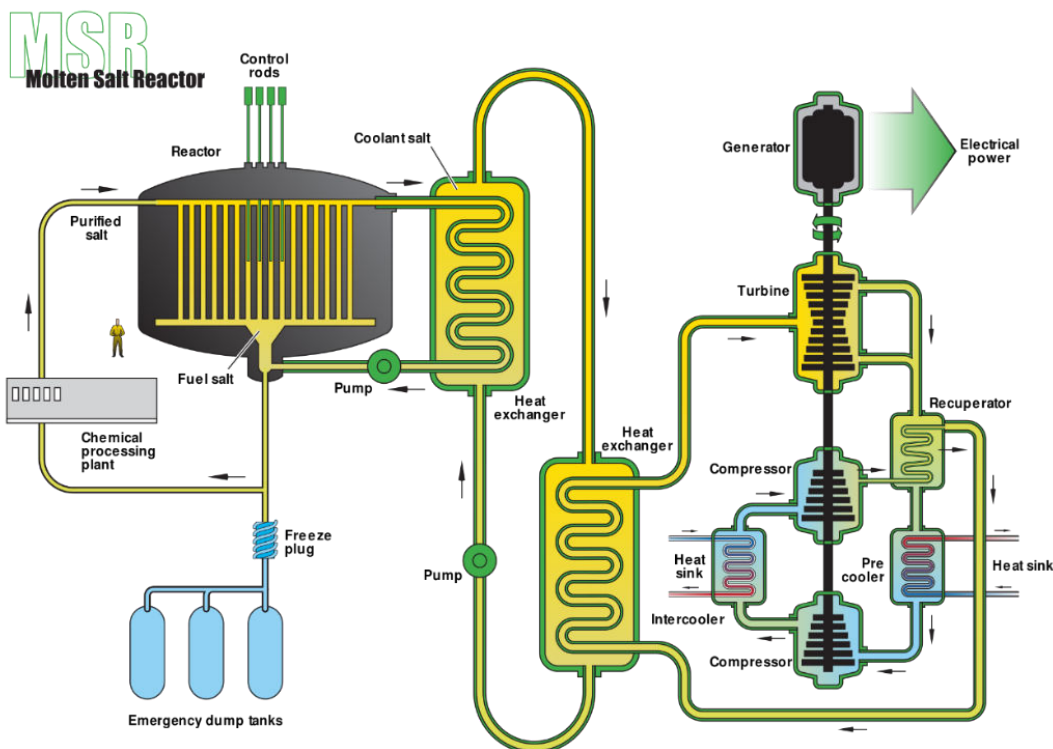 MSR
Molten Salt Reactor
Control
rods
Reactor
Coolant salt
Generator
Electrical
power
Purified
salt
Turbine
Fuel salt
Pump
Heat
exchanger
Recuperator
Chemical
processing
plant
Heat
exchanger
Compressor
Freeze
plug
Pump
Heat
sink
Pre
cooler
Heat sink
Intercooler
Compressor
Emergency dump tanks